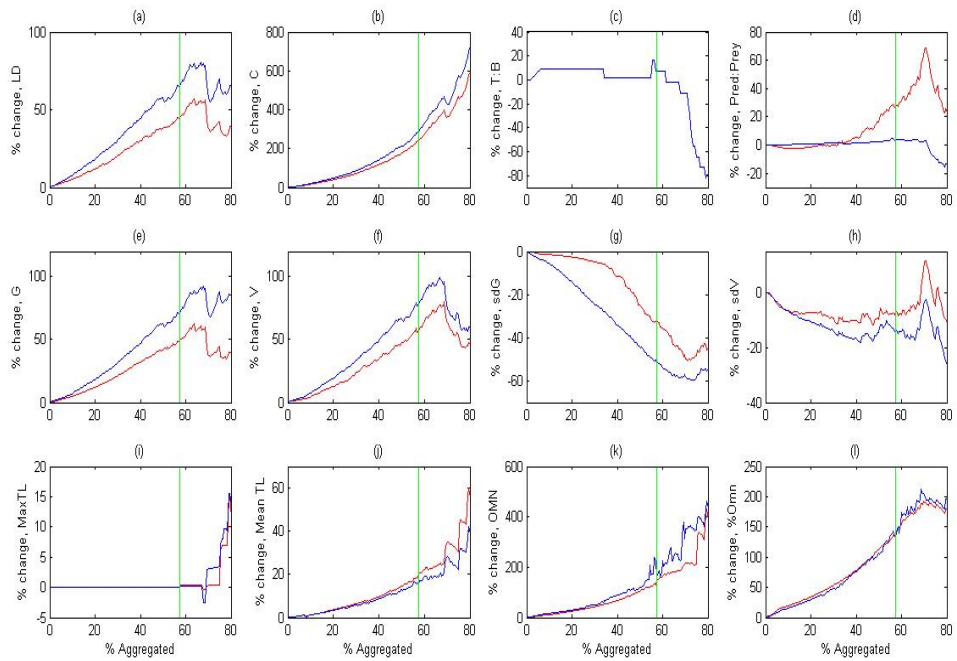 (a)
% change, LD
100
50
0
0 20 40 60 80
(b)
% change, C
800
600
400
200
0
0 20 40 60 80
(c)
% change, T:B
40
20
0
-20
-40
-60
-80
0 20 40 60 80
(d)
% change, Pred:Prey
80
60
40
20
0
-20
0 20 40 60 80
(e)
% change, G
100
50
0
0 20 40 60 80
(f)
% change, V
100
50
0
0 20 40 60 80
(g)
% change, sdG
0
-20
-40
-60
0 20 40 60 80
(h)
% change, sdV
20
0
-20
-40
0 20 40 60 80
(i)
% change, MaxTL
20
15
10
5
0
-5
0 20 40 60 80
% Aggregated
(j)
% change, Mean TL
60
40
20
0
0 20 40 60 80
% Aggregated
(k)
% change, OMN
600
400
200
0
0 20 40 60 80
% Aggregated
(l)
% change, %Omn
250
200
150
100
50
0
0 20 40 60 80
% Aggregated